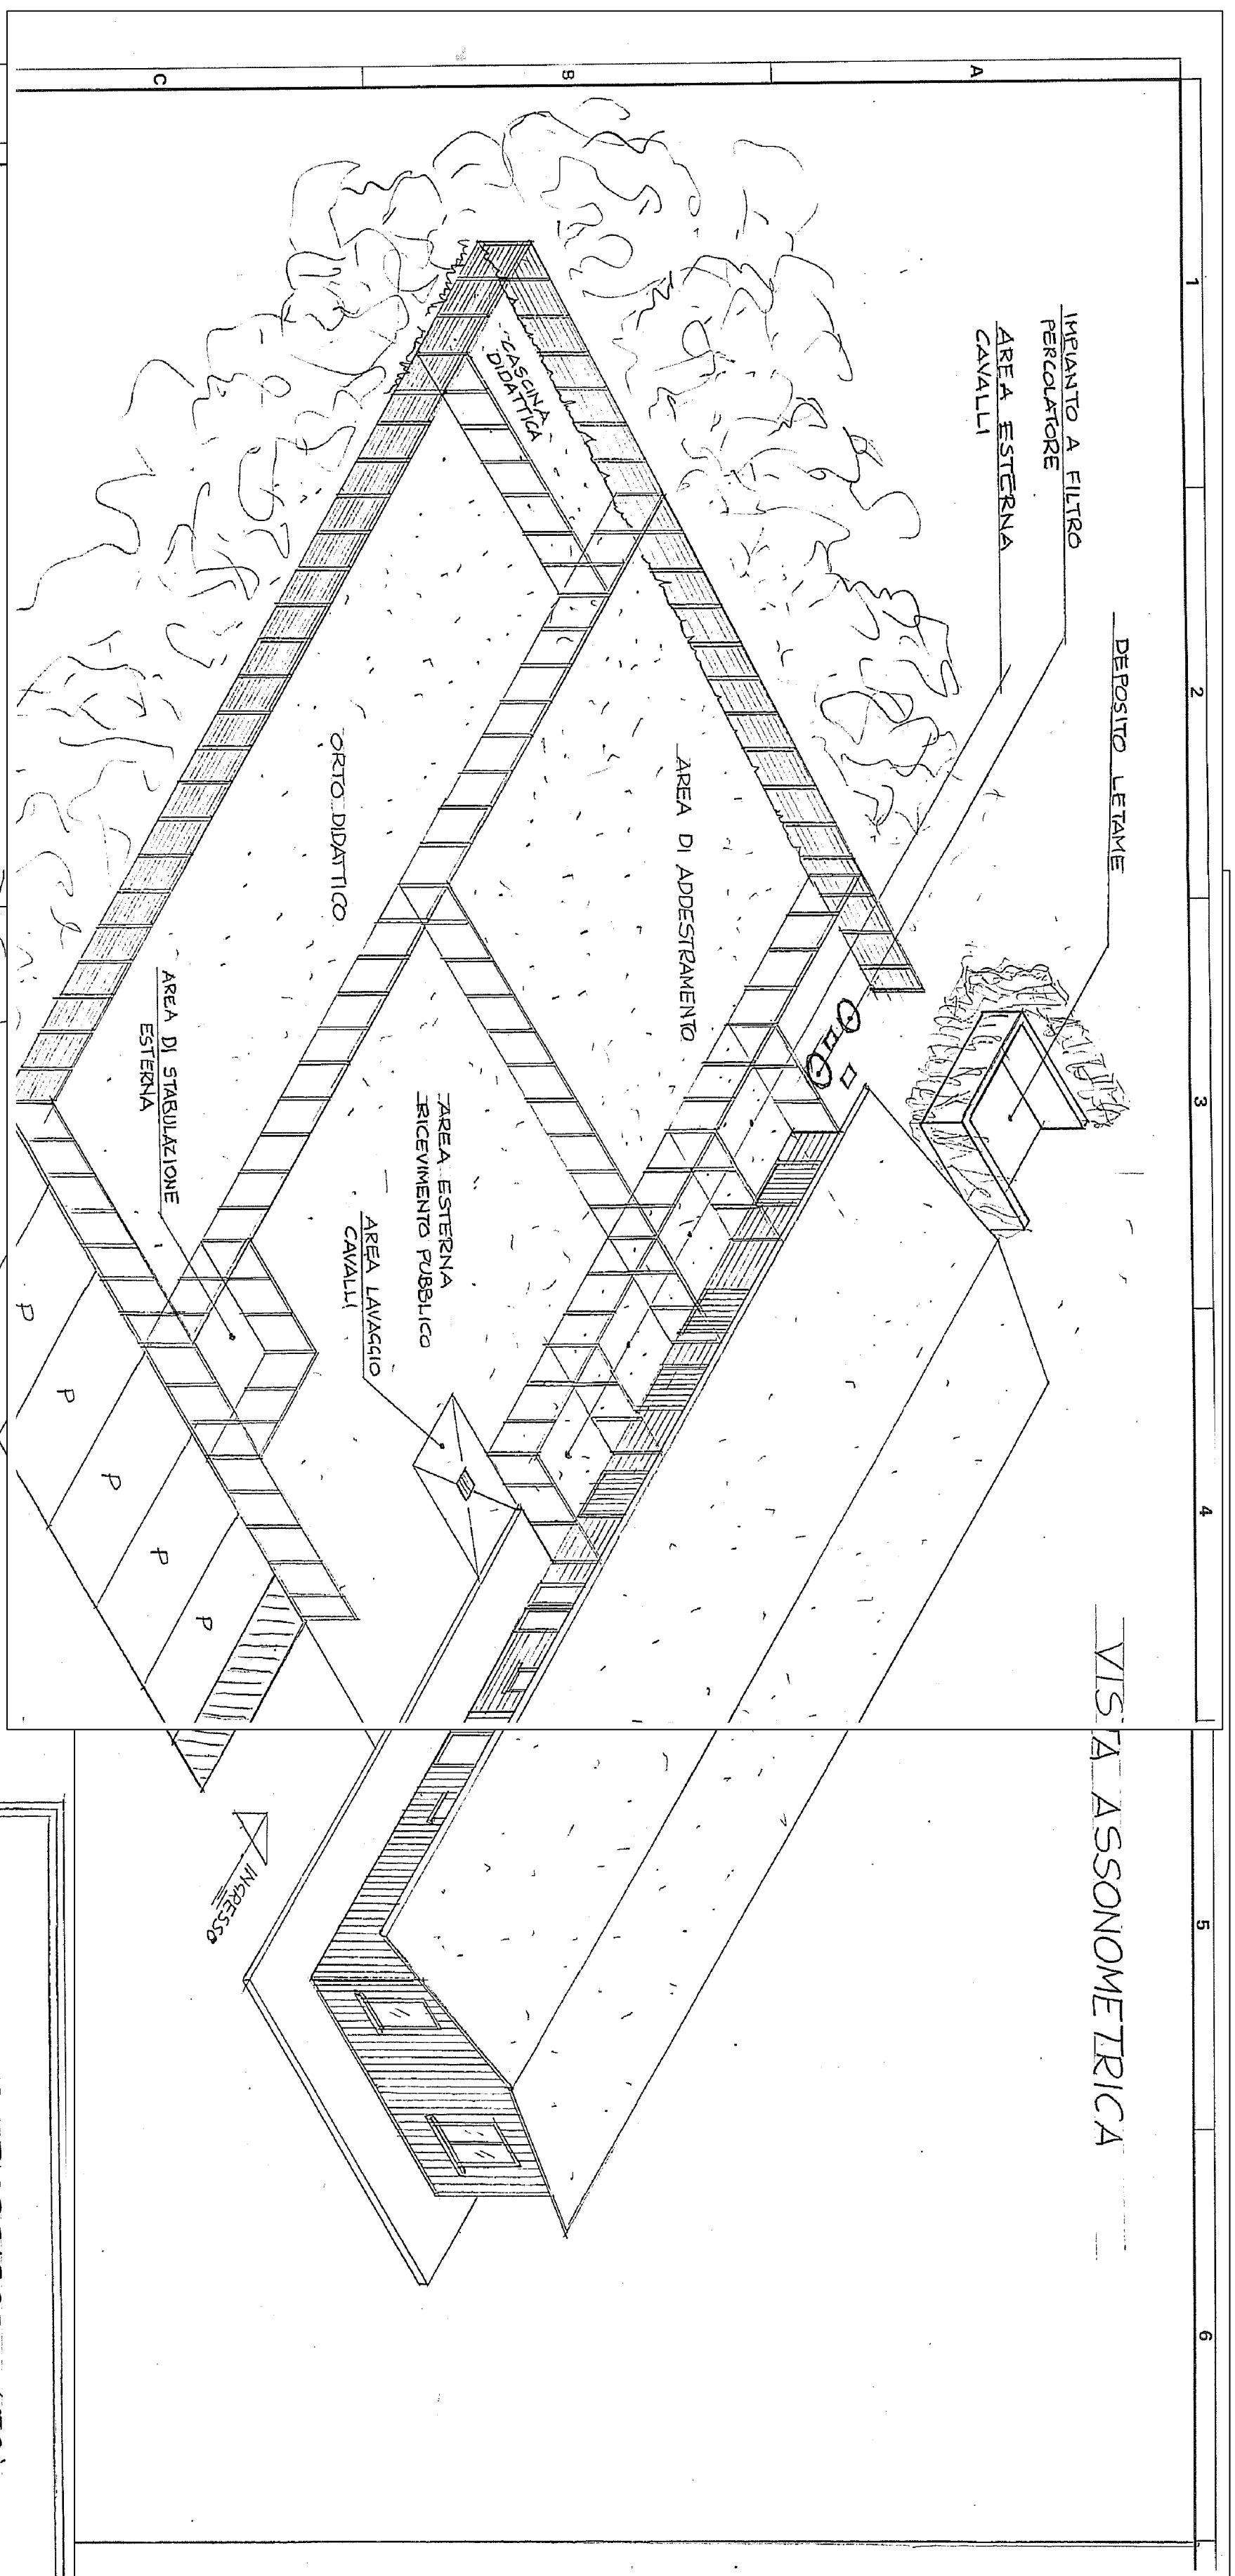 VISTA ASSONOMETRICA
1
2
3
4
5
6
A
B
C
DEPOSITO LETAME
IMPIANTO A FILTRO
PERCOLATORE
AREA ESTERNA
CAVALLI
- CASCINA -
DIDATTICA
AREA DI ADDESTRAMENTO
ORTO DIDATTICO
AREA ESTERNA
RICEVIMENTO PUBBLICO
AREA LAVAGGIO
CAVALLI
AREA DI STABULAZIONE
ESTERNA
P
P
P
P
P
INGRESSO